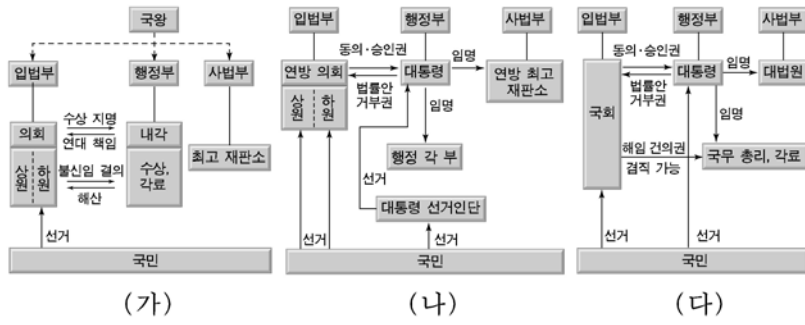 국왕
입법부
행정부
사법부
의회
수상 지명
연대 책임
내각
상원
하원
불신임 결의
해산
수상,
각료
최고 재판소
선거
국민
(가)
입법부
행정부
사법부
동의·승인권
임명
연방 의회
대통령
법률안
거부권
연방 최고
재판소
상원
하원
임명
행정 각 부
선거
대통령 선거인단
선거
선거
국민
(나)
입법부
행정부
사법부
동의·승인권
임명
국회
대통령
대법원
법률안
거부권
임명
해임 건의권
겸직 가능
국무 총리, 각료
선거
선거
국민
(다)